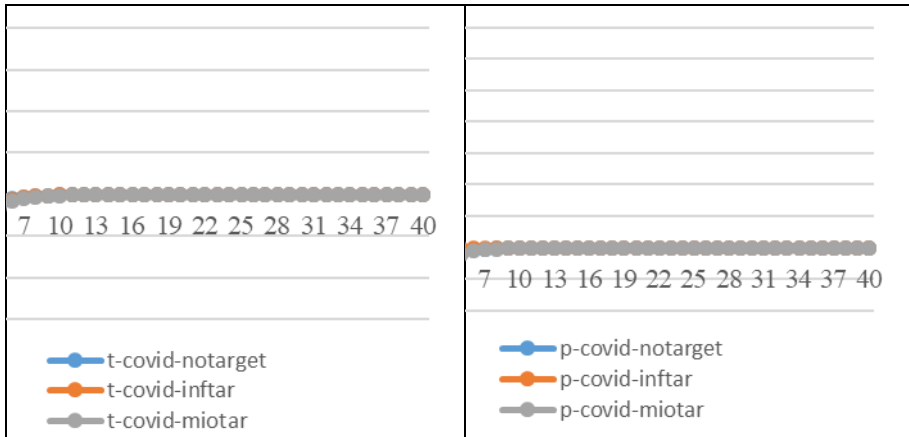 7 10 13 16 19 22 25 28 31 34 37 40
t-covid-notarget
t-covid-inftar
t-covid-miotar
7 10 13 16 19 22 25 28 31 34 37 40
p-covid-notarget
p-covid-inftar
p-covid-miotar